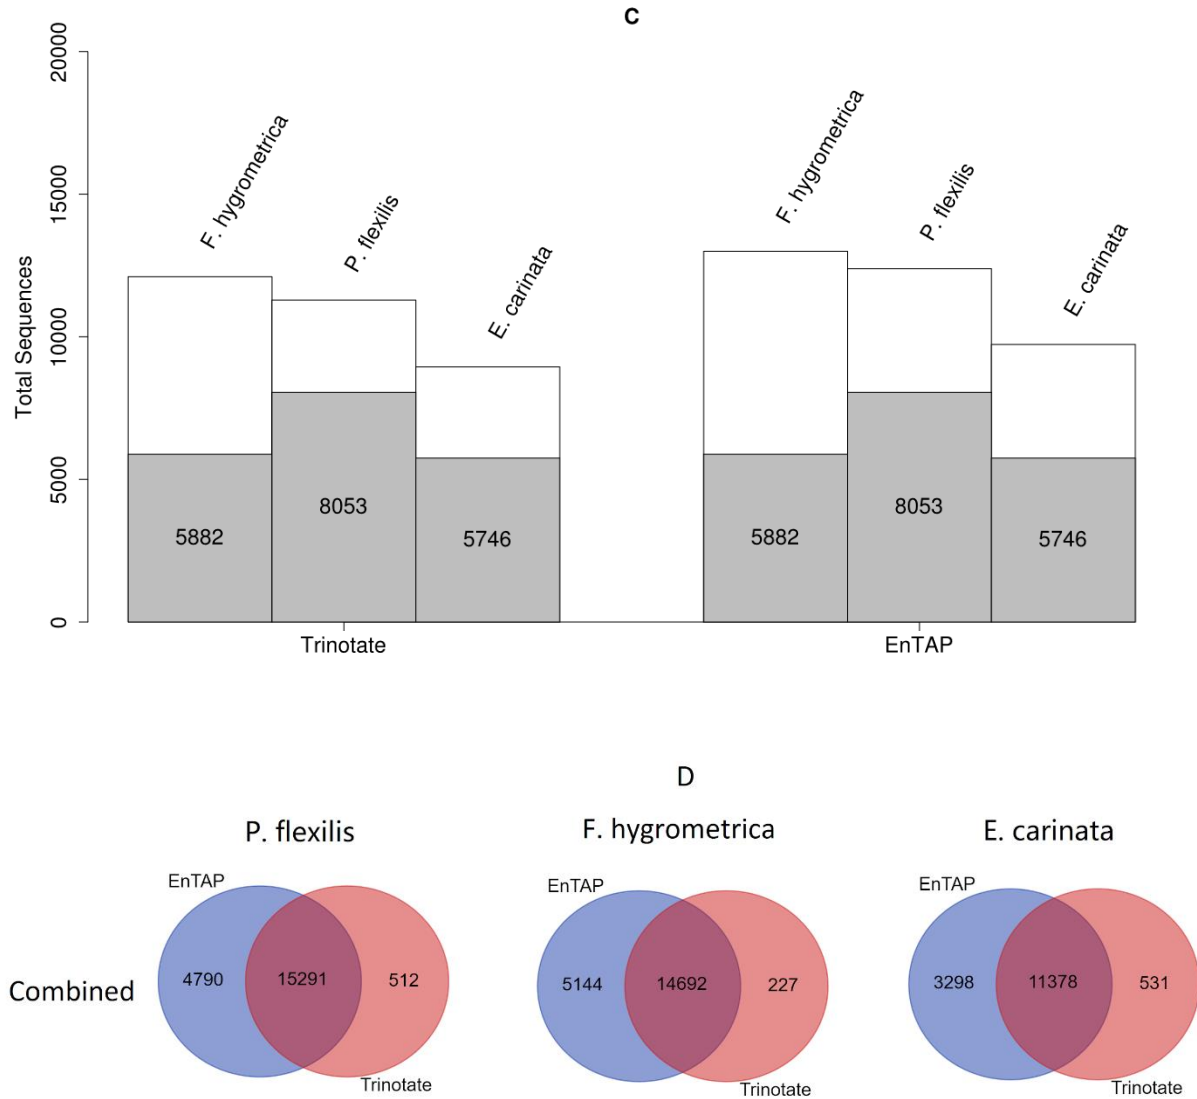 C
Total Sequences
20000
15000
10000
5000
0
F. hygrometrica
P. flexilis
E. carinata
F. hygrometrica
P. flexilis
E. carinata
5882
8053
5746
5882
8053
5746
Trinotate
EnTAP
D
P. flexilis
F. hygrometrica
E. carinata
EnTAP
EnTAP
EnTAP
Combined
4790
15291
512
5144
14692
227
3298
11378
531
Trinotate
Trinotate
Trinotate